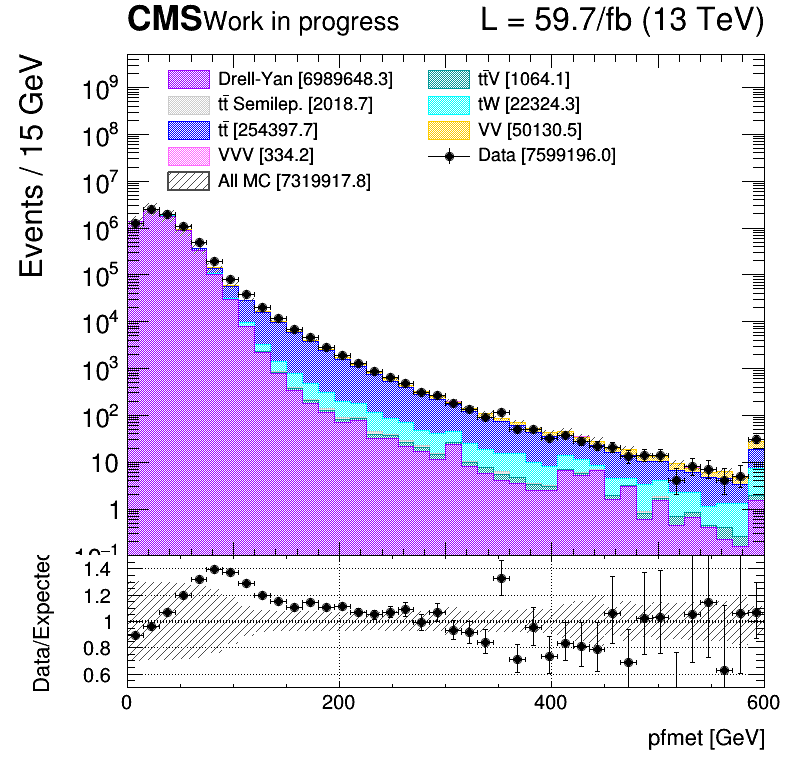 CMS Work in progress L = 59.7/fb (13 TeV)
Events / 15 GeV
Drell-Yan [6989648.3]
tt̄ Semilep. [2018.7]
tt̄ [254397.7]
VVV [334.2]
All MC [7319917.8]
tt̄V [1064.1]
tW [22324.3]
VV [50130.5]
Data [7599196.0]
10⁹
10⁸
10⁷
10⁶
10⁵
10⁴
10³
10²
10
1
10⁻¹
Data/Expected
1.4
1.2
1
0.8
0.6
0 200 400 600
pfmet [GeV]